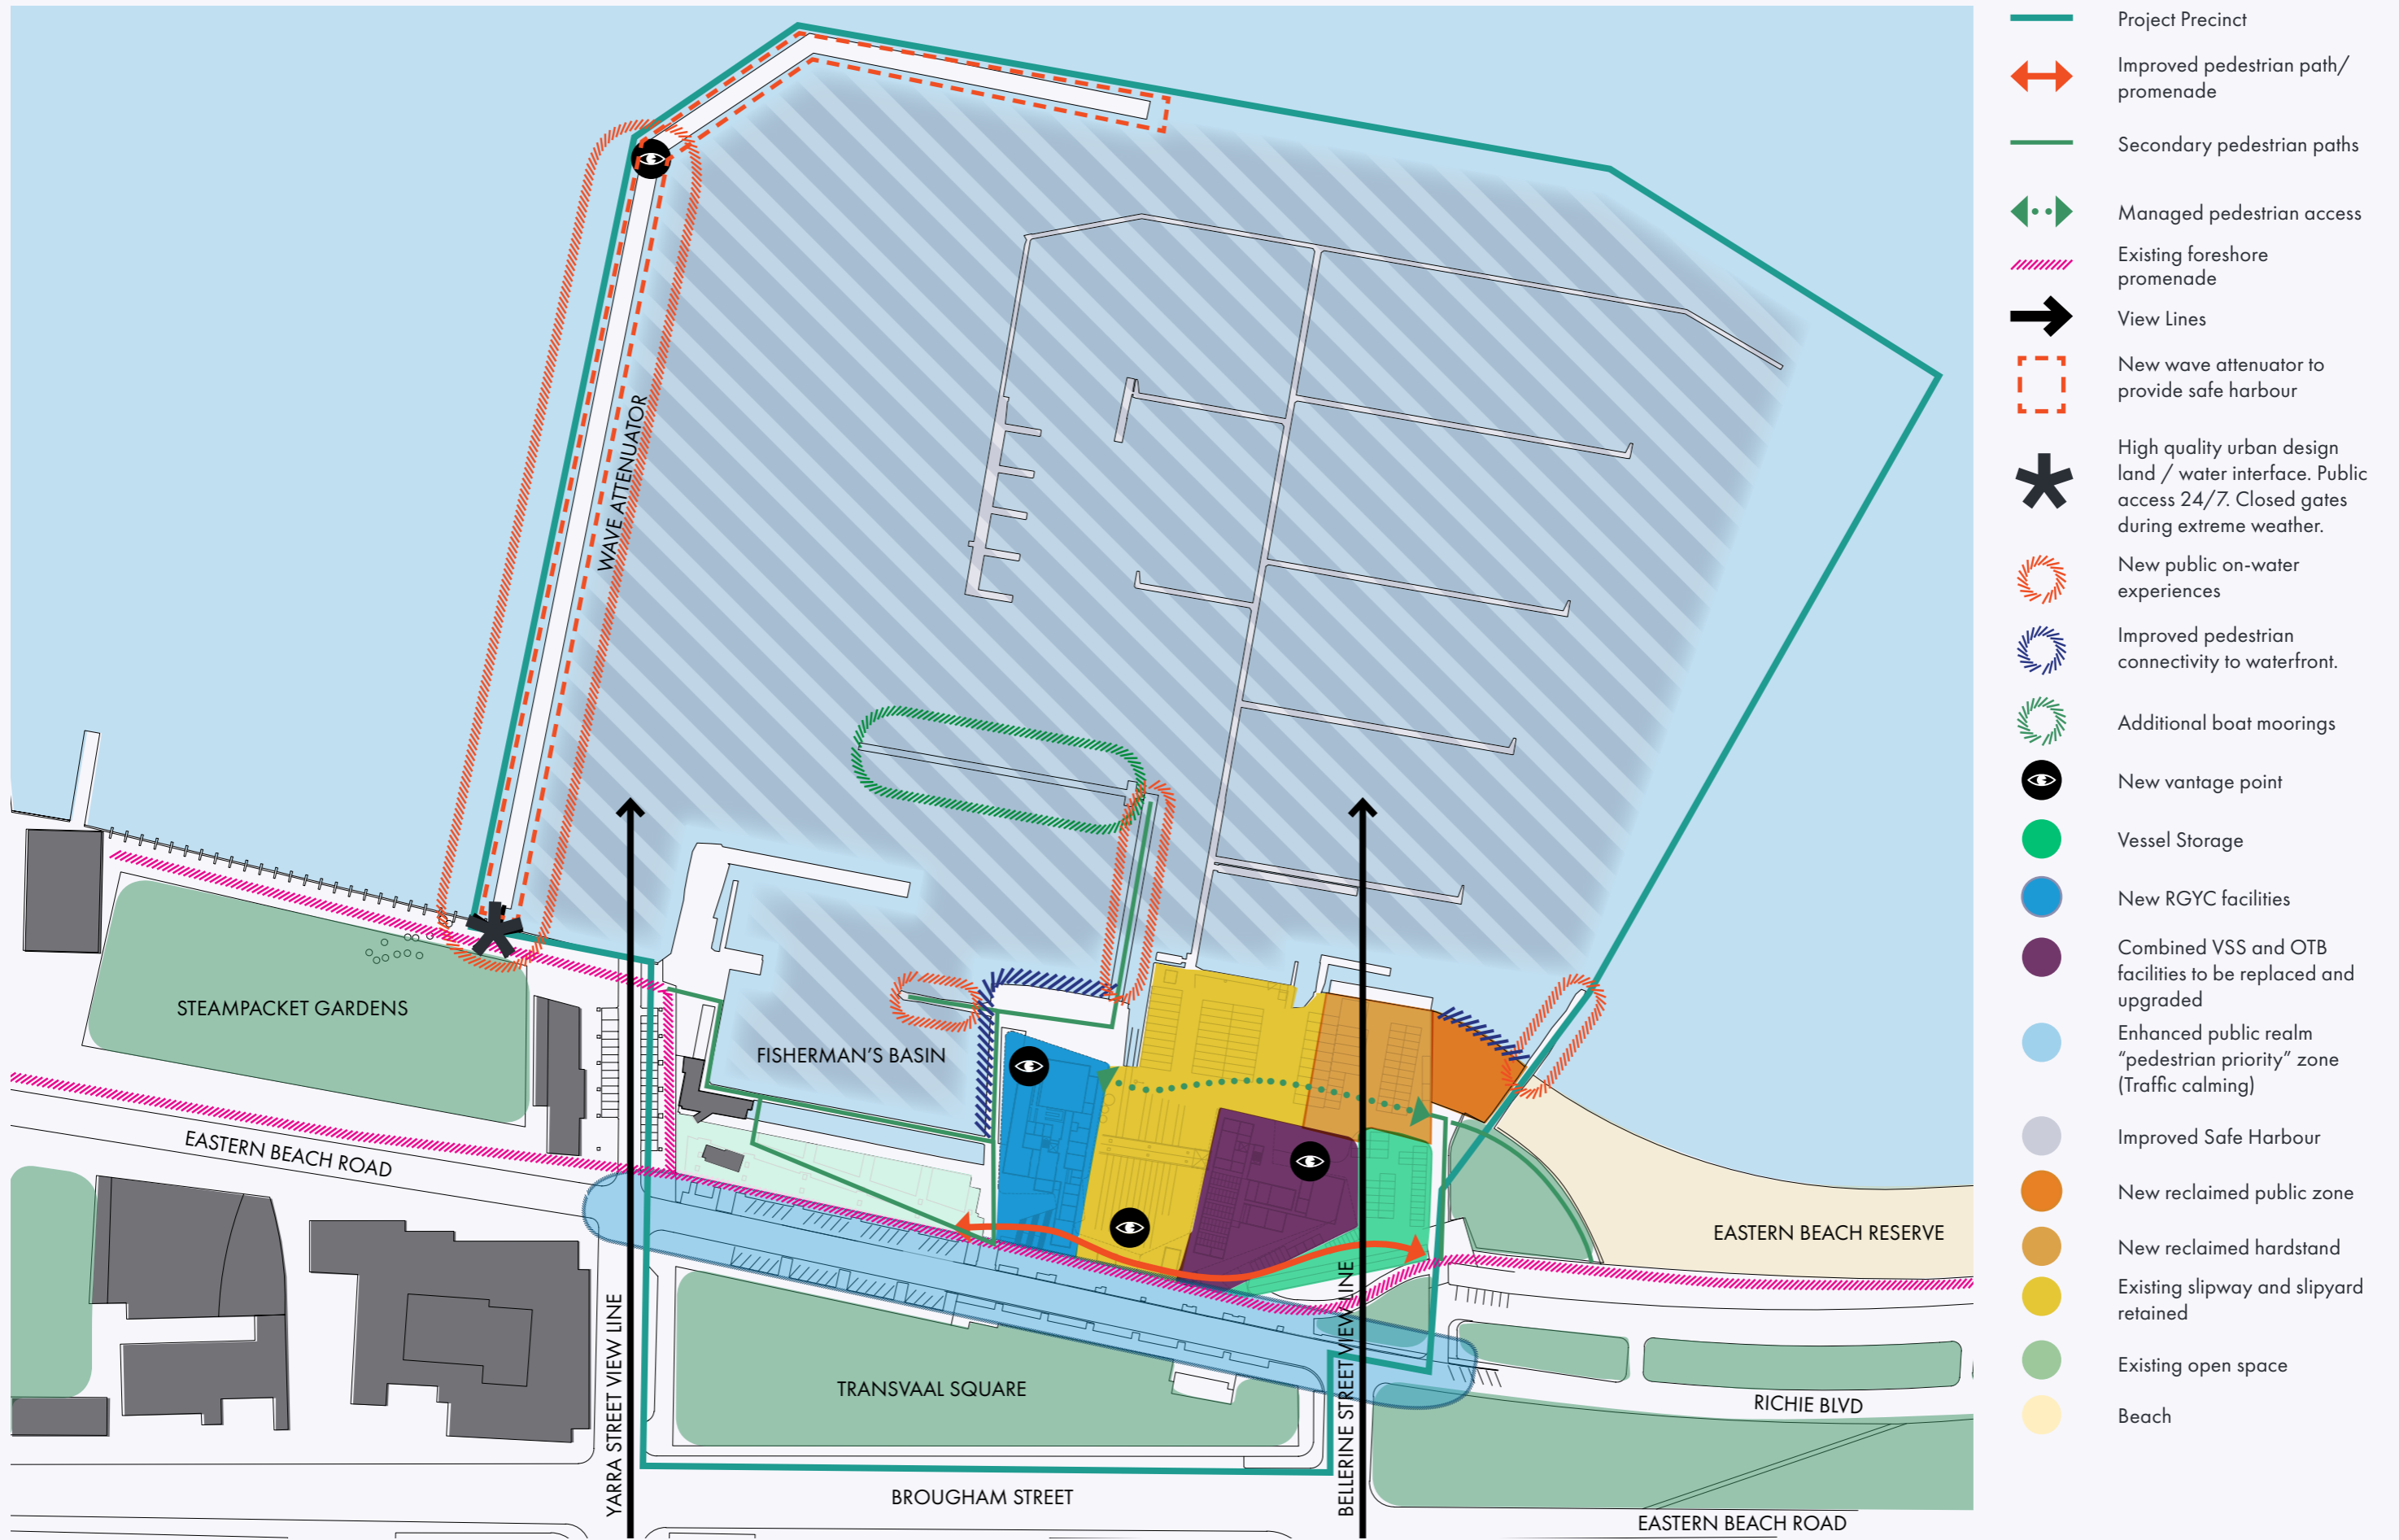 WAVE ATTENUATOR
STEAMPACKET GARDENS
FISHERMAN'S BASIN
EASTERN BEACH ROAD
EASTERN BEACH RESERVE
YARRA STREET VIEW LINE
BELLERINE STREET VIEW LINE
TRANSVAAL SQUARE
RICHIE BLVD
BROUGHAM STREET
EASTERN BEACH ROAD
Project Precinct
Improved pedestrian path/
promenade
Secondary pedestrian paths
Managed pedestrian access
Existing foreshore
promenade
View Lines
New wave attenuator to
provide safe harbour
High quality urban design
land / water interface. Public
access 24/7. Closed gates
during extreme weather.
New public on-water
experiences
Improved pedestrian
connectivity to waterfront.
Additional boat moorings
New vantage point
Vessel Storage
New RGYC facilities
Combined VSS and OTB
facilities to be replaced and
upgraded
Enhanced public realm
“pedestrian priority” zone
(Traffic calming)
Improved Safe Harbour
New reclaimed public zone
New reclaimed hardstand
Existing slipway and slipyard
retained
Existing open space
Beach